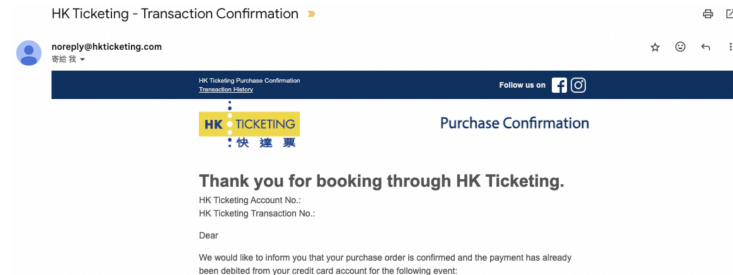 HK Ticketing - Transaction Confirmation
noreply@hkticketing.com
寄給 我
HK Ticketing Purchase Confirmation
Transaction History
Follow us on
HK TICKETING
快達票
Purchase Confirmation
Thank you for booking through HK Ticketing.
HK Ticketing Account No.:
HK Ticketing Transaction No.:
Dear
We would like to inform you that your purchase order is confirmed and the payment has already
been debited from your credit card account for the following event: